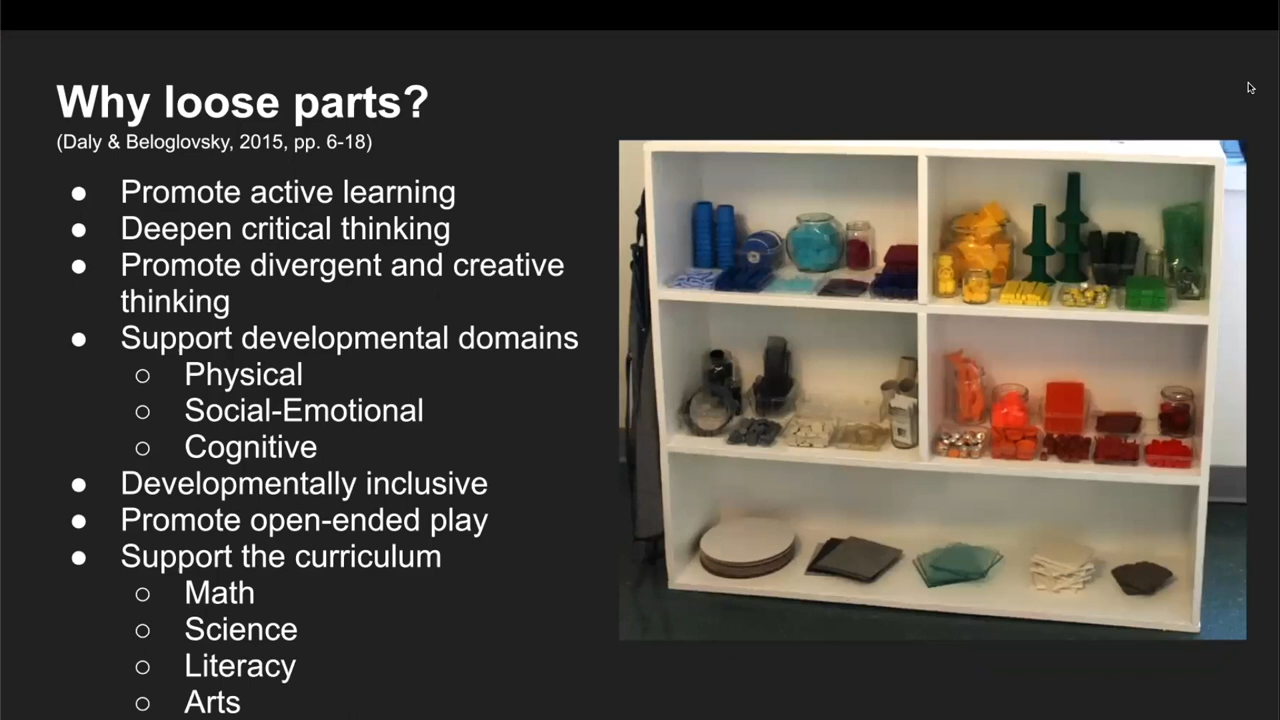 Why loose parts?
(Daly & Beloglovsky, 2015, pp. 6-18)
● Promote active learning
● Deepen critical thinking
● Promote divergent and creative
thinking
● Support developmental domains
○ Physical
○ Social-Emotional
○ Cognitive
● Developmentally inclusive
● Promote open-ended play
● Support the curriculum
○ Math
○ Science
○ Literacy
○ Arts